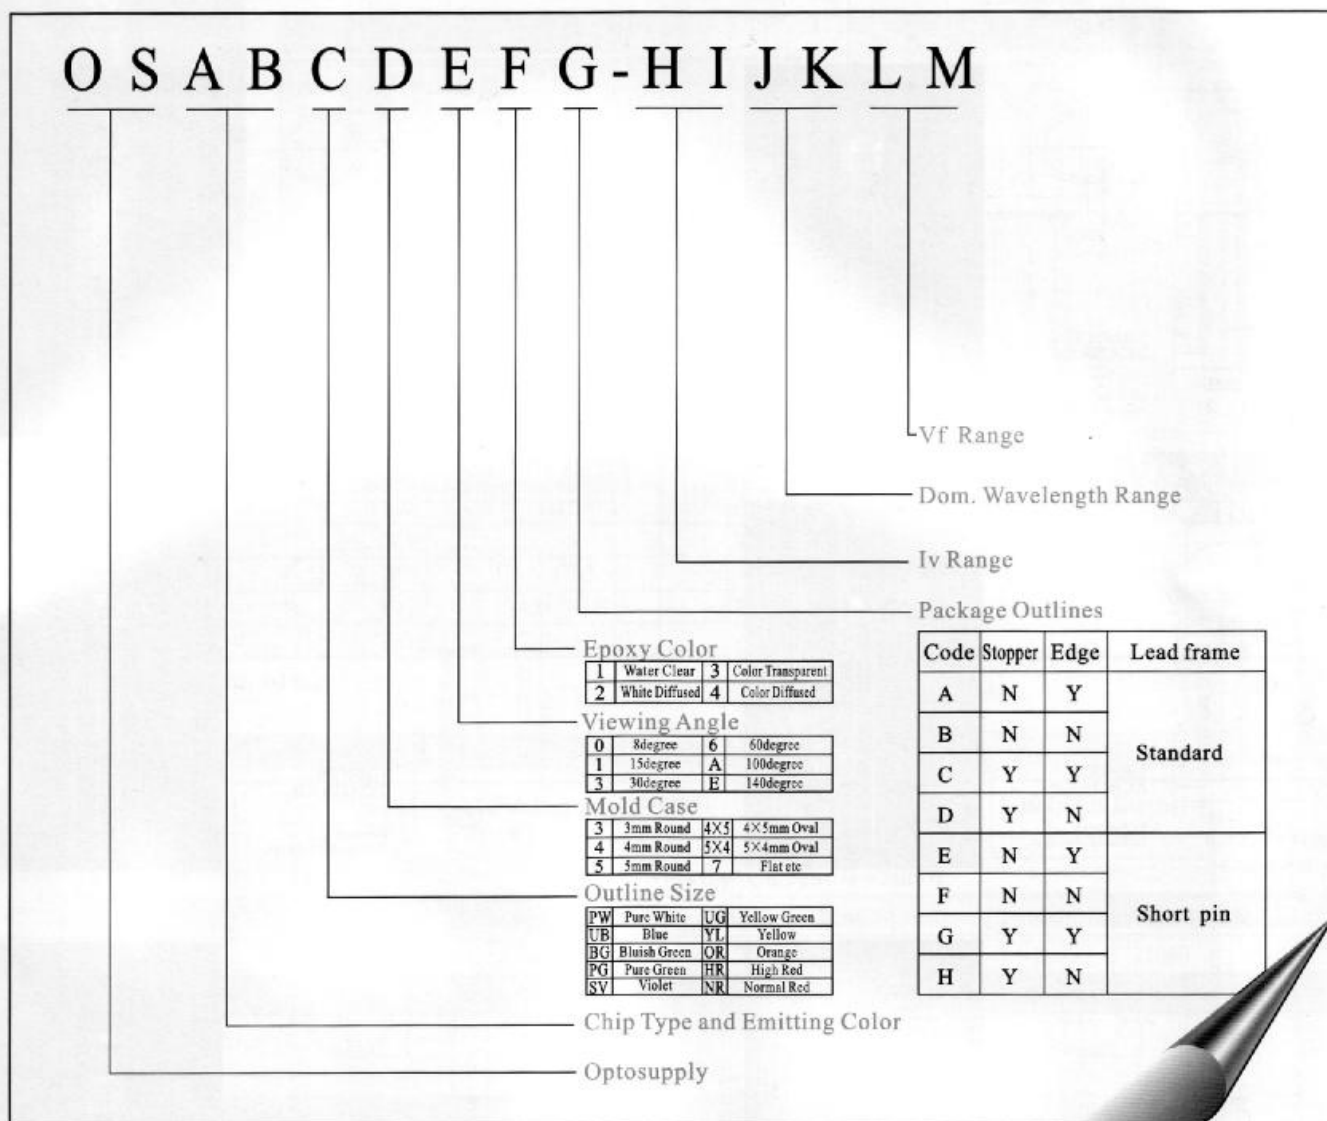 O S A B C D E F G - H I J K L M
Vf Range
Dom. Wavelength Range
Iv Range
Package Outlines
Code Stopper Edge Lead frame
A N Y
B N N
C Y Y
D Y N
Standard
E N Y
F N N
G Y Y
H Y N
Short pin
Epoxy Color
1 Water Clear 3 Color Transparent
2 White Diffused 4 Color Diffused
Viewing Angle
0 8degree 6 60degree
1 15degree A 100degree
3 30degree E 140degree
Mold Case
3 3mm Round 4X5 4X5mm Oval
4 4mm Round 5X4 5X4mm Oval
5 5mm Round 7 Flat etc
Outline Size
PW Pure White UG Yellow Green
UB Blue YL Yellow
BG Bluish Green OR Orange
PG Pure Green HR High Red
SV Violet NR Normal Red
Chip Type and Emitting Color
Optosupply